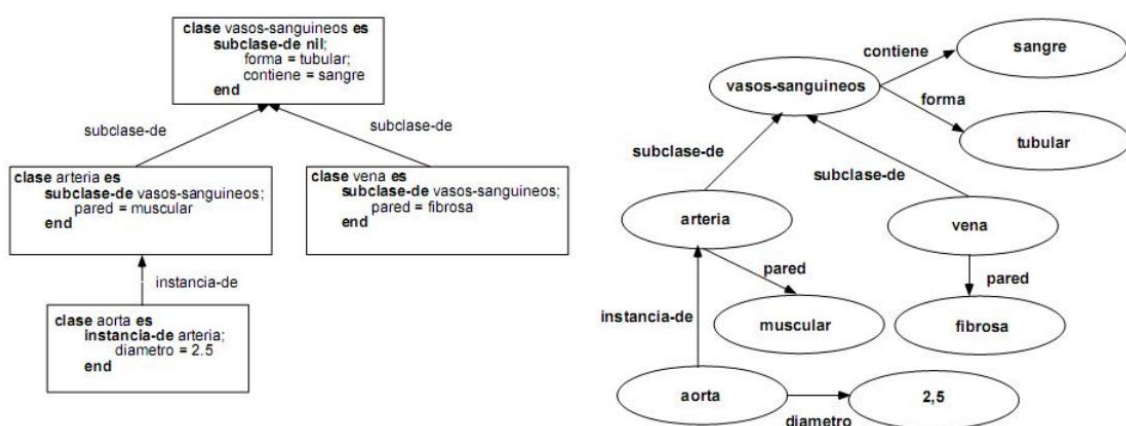 clase vasos-sanguineos es
subclase-de nil;
forma = tubular;
contiene = sangre
end
subclase-de
subclase-de
clase arteria es
subclase-de vasos-sanguineos;
pared = muscular
end
clase vena es
subclase-de vasos-sanguineos;
pared = fibrosa
end
instancia-de
clase aorta es
instancia-de arteria;
diametro = 2.5
end
contiene
sangre
vasos-sanguineos
forma
tubular
subclase-de
subclase-de
arteria
vena
pared
pared
instancia-de
muscular
fibrosa
aorta
2,5
diametro